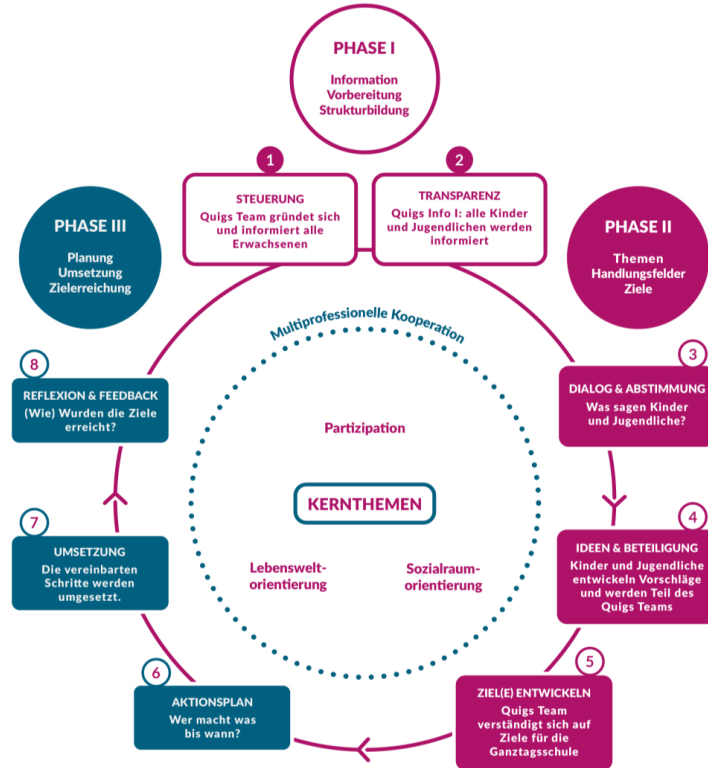 PHASE I
Information
Vorbereitung
Strukturbildung
1
STEUERUNG
Quigs Team gründet sich
und informiert alle
Erwachsenen
2
TRANSPARENZ
Quigs Info I: alle Kinder
und Jugendlichen werden
informiert
PHASE II
Themen
Handlungsfelder
Ziele
3
DIALOG & ABSTIMMUNG
Was sagen Kinder
und Jugendliche?
4
IDEEN & BETEILIGUNG
Kinder und Jugendliche
entwickeln Vorschläge
und werden Teil des
Quigs Teams
5
ZIEL(E) ENTWICKELN
Quigs Team
verständigt sich auf
Ziele für die
Ganztagsschule
PHASE III
Planung
Umsetzung
Zielerreichung
6
AKTIONSPLAN
Wer macht was
bis wann?
7
UMSETZUNG
Die vereinbarten
Schritte werden
umgesetzt.
8
REFLEXION & FEEDBACK
(Wie) Wurden die Ziele
erreicht?
Multiprofessionelle Kooperation
Partizipation
KERNTHEMEN
Lebenswelt-
orientierung
Sozialraum-
orientierung